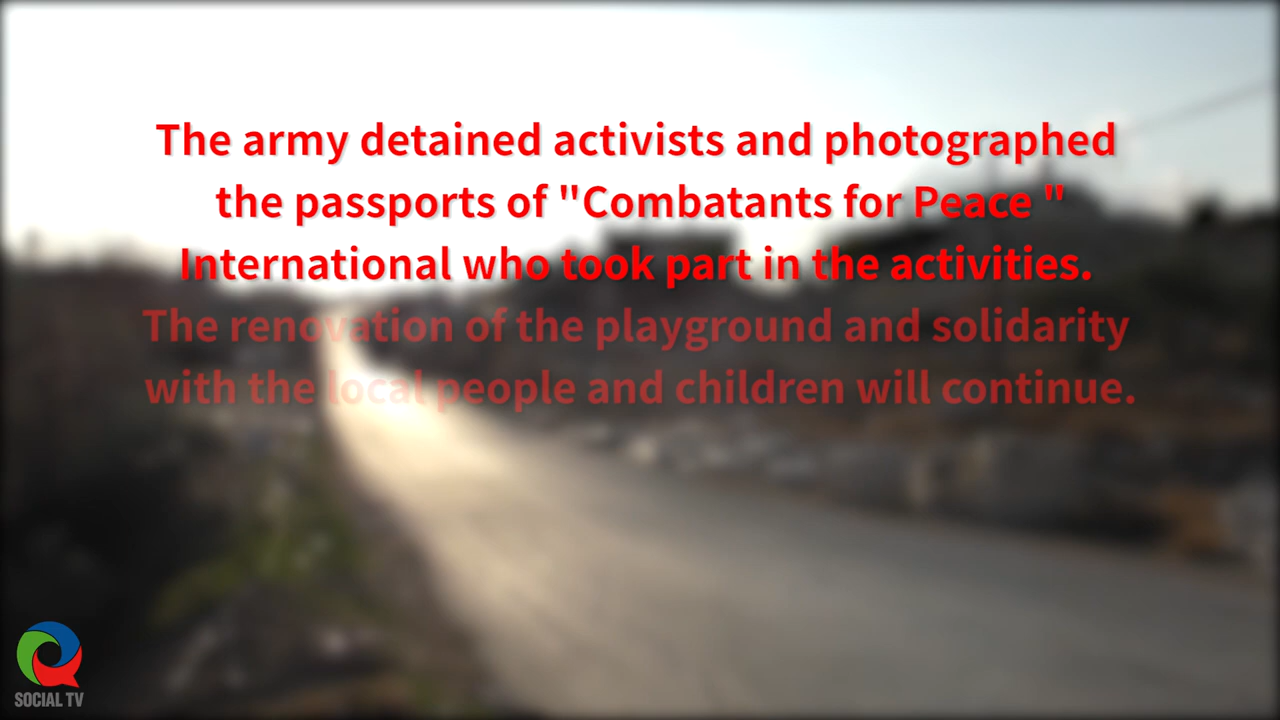 The army detained activists and photographed
the passports of "Combatants for Peace "
International who took part in the activities.
The renovation of the playground and solidarity
with the local people and children will continue.
SOCIAL TV